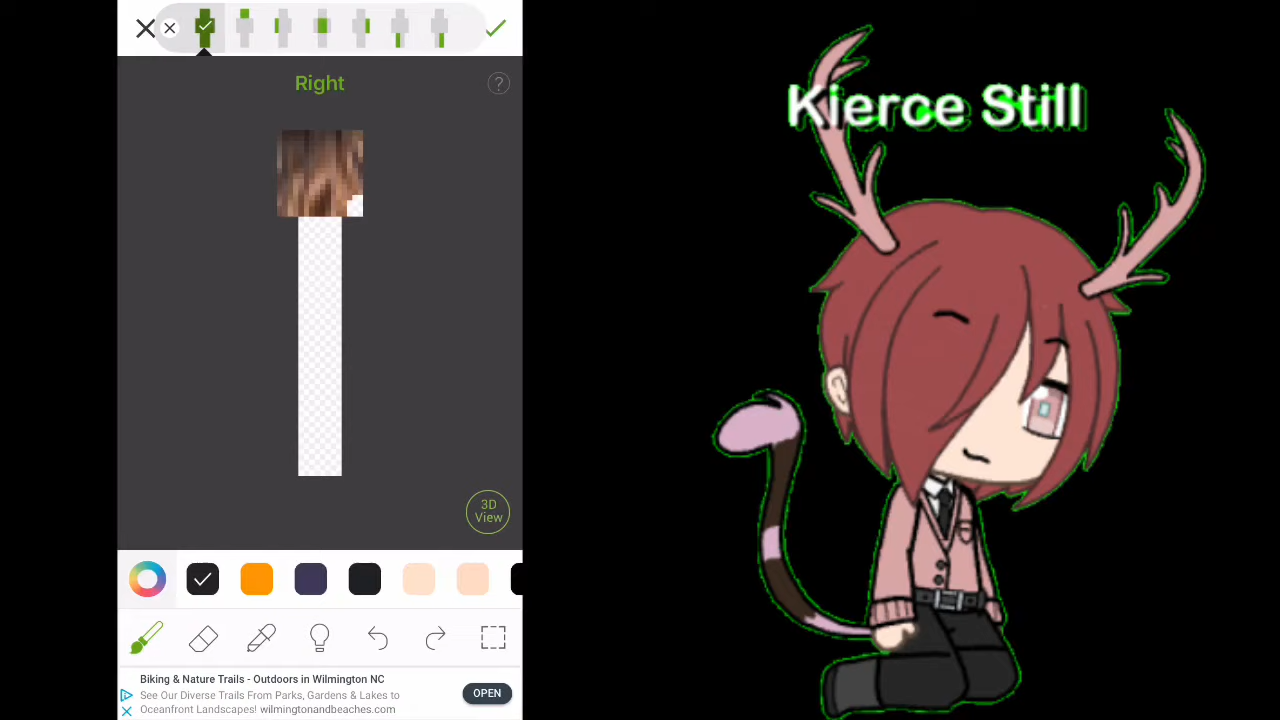 Right
?
3D
View
Biking & Nature Trails - Outdoors in Wilmington NC
See Our Diverse Trails From Parks, Gardens & Lakes to
Oceanfront Landscapes! wilmingtonandbeaches.com
OPEN
Kierce Still